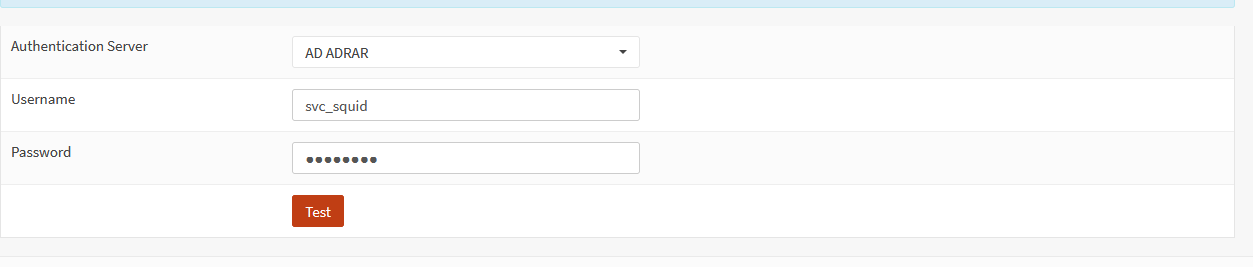 Authentication Server
AD ADRAR
Username
svc_squid
Password
••••••••
Test